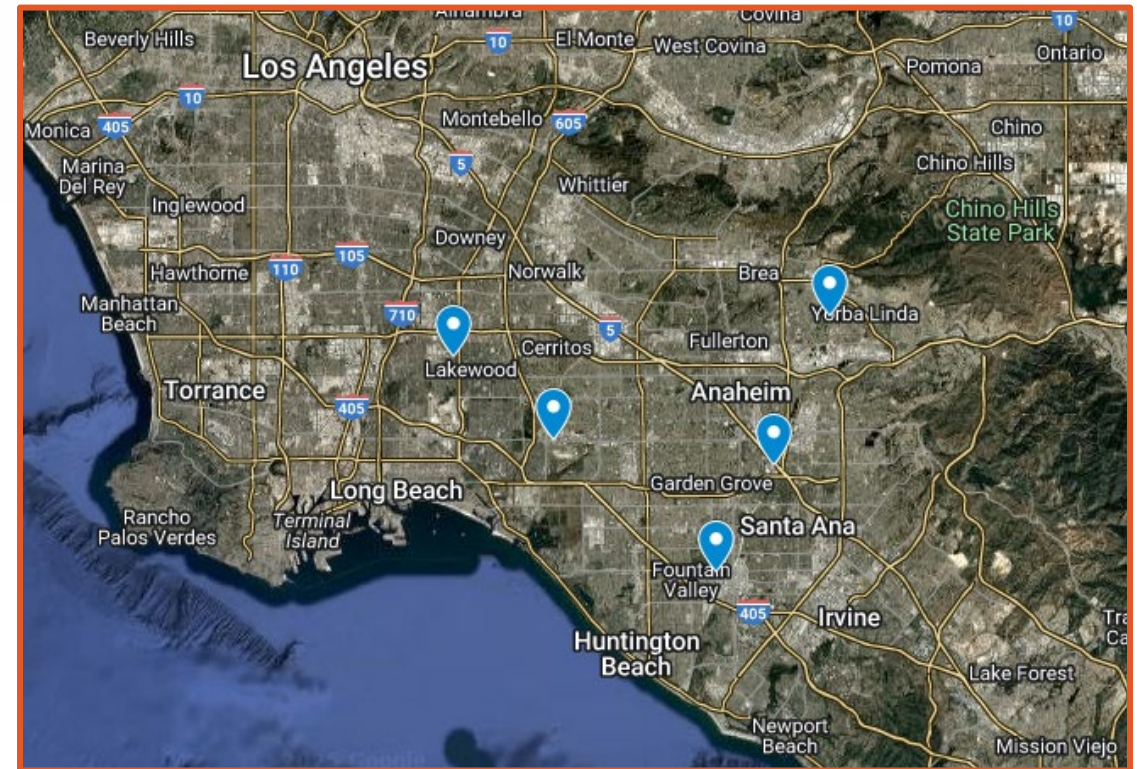 Alhambra
Covina
10
Beverly Hills
10
El Monte
West Covina
Ontario
Los Angeles
Pomona
10
Montebello
605
Monica
405
Chino
5
Chino Hills
Marina
Del Rey
Whittier
Inglewood
Chino Hills
State Park
Downey
105
110
Hawthorne
Norwalk
Brea
Manhattan
Beach
710
Yorba Linda
5
Cerritos
Fullerton
Lakewood
Torrance
Anaheim
405
Long Beach
Garden Grove
Rancho
Palos Verdes
Terminal
Island
Santa Ana
Fountain
Valley
405
Irvine
Huntington
Beach
Lake Forest
Newport
Beach
Mission Viejo